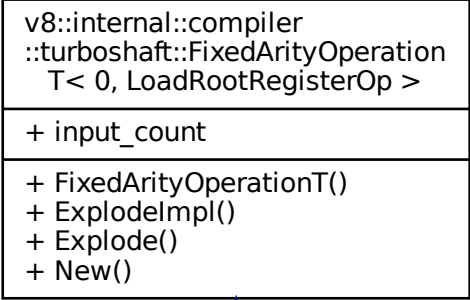 v8::internal::compiler
::turboshaft::FixedArityOperation
T< 0, LoadRootRegisterOp >
+ input_count
+ FixedArityOperationT()
+ ExplodeImpl()
+ Explode()
+ New()